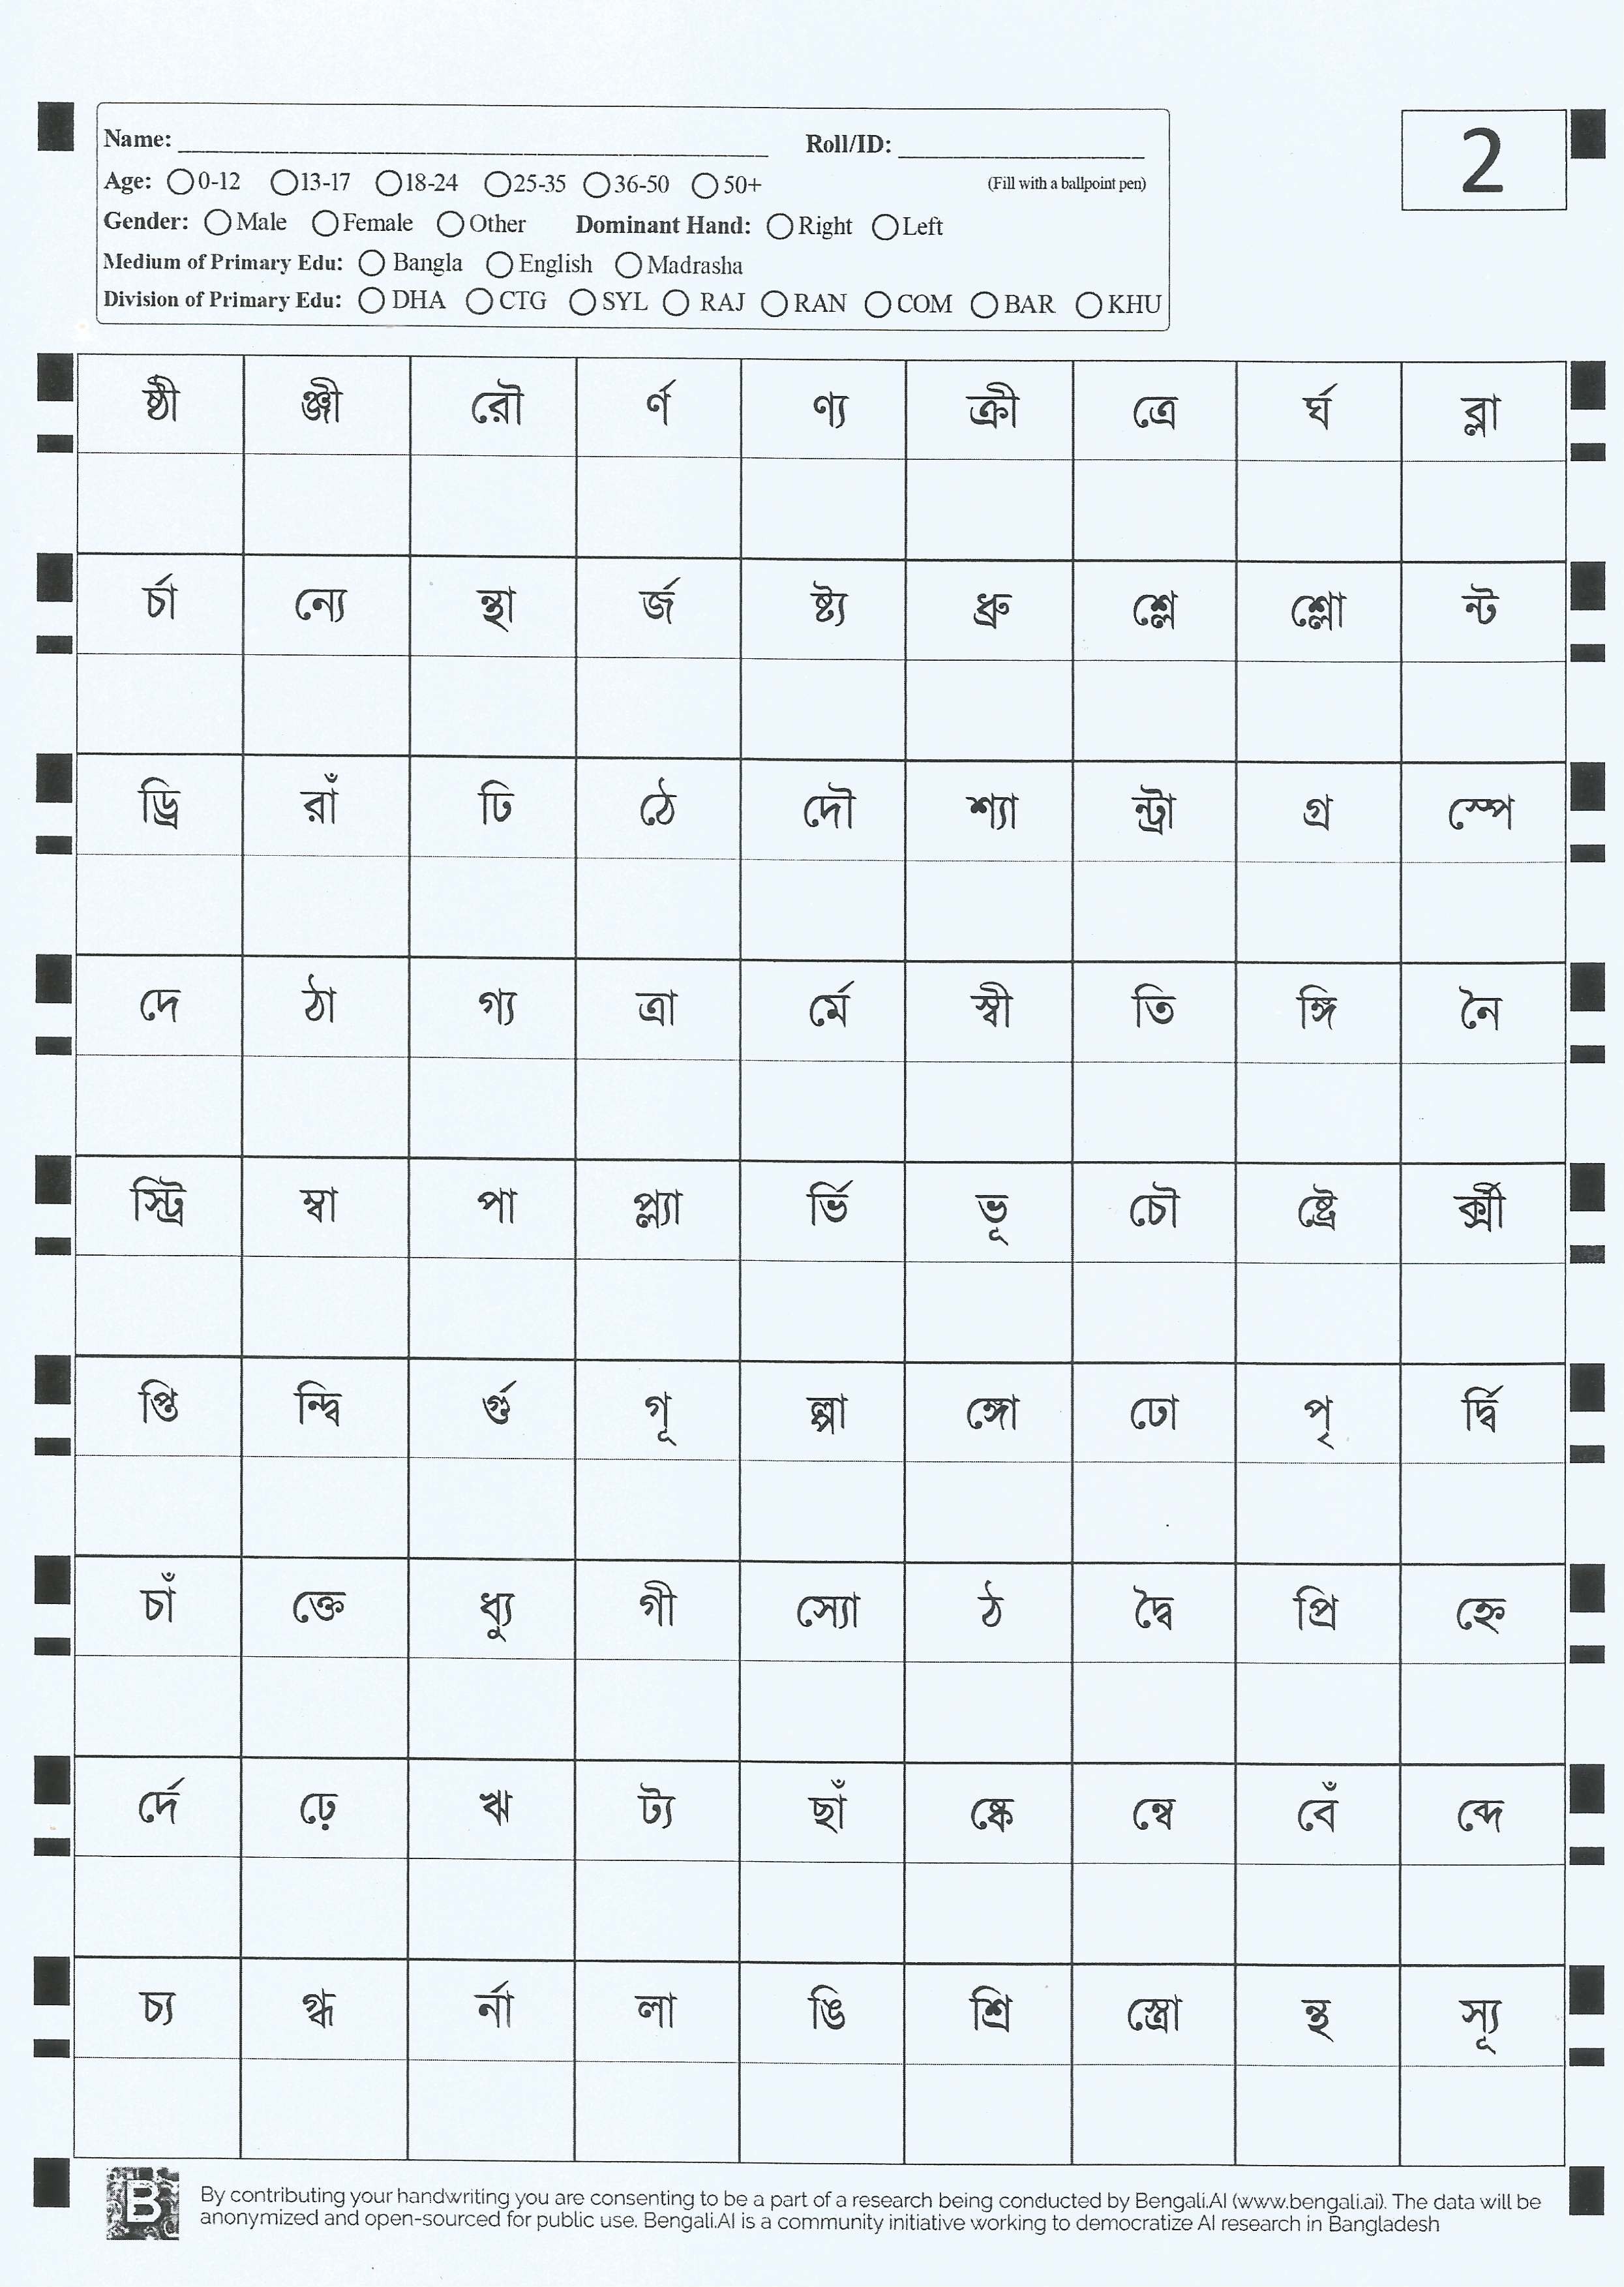 Name: Roll/ID:
2
Age: 0-12 13-17 18-24 25-35 36-50 50+ (Fill with a ballpoint pen)
Gender: Male Female Other Dominant Hand: Right Left
Medium of Primary Edu: Bangla English Madrasha
Division of Primary Edu: DHA CTG SYL RAJ RAN COM BAR KHU
ষ্ঠী ঞ্জী রৌ র্ণ ণ্য ক্রী ত্রে র্ঘ ব্লা
র্চা ন্যে ন্থা র্জ ষ্ট্য ধ্রু শ্লে শ্লো ন্ট
ড্রি রাঁ ঢি ঠে দৌ শ্যা ন্ট্রা গ্র স্পে
দে ঠা গ্য ত্রা র্মে স্বী তি ঙ্গি নৈ
স্ট্রি ম্বা পা প্ল্যা র্ভি ভূ চৌ ষ্ট্রে র্ক্সী
প্তি ন্দ্বি র্গু গূ ল্পা ঙ্গো ঢো পৃ র্দ্বি
চাঁ ক্তে ধ্যু গী স্যো ঠ দ্বৈ প্রি হ্নে
র্দে ঢ়ে ঋ ট্য ছাঁ ষ্কে ন্বে বেঁ ব্দে
চ্য গ্ধ র্না লা ঙি শ্রি স্ত্রো ন্থ স্যূ
B By contributing your handwriting you are consenting to be a part of a research being conducted by Bengali.AI (www.bengali.ai). The data will be
anonymized and open-sourced for public use. Bengali.AI is a community initiative working to democratize AI research in Bangladesh